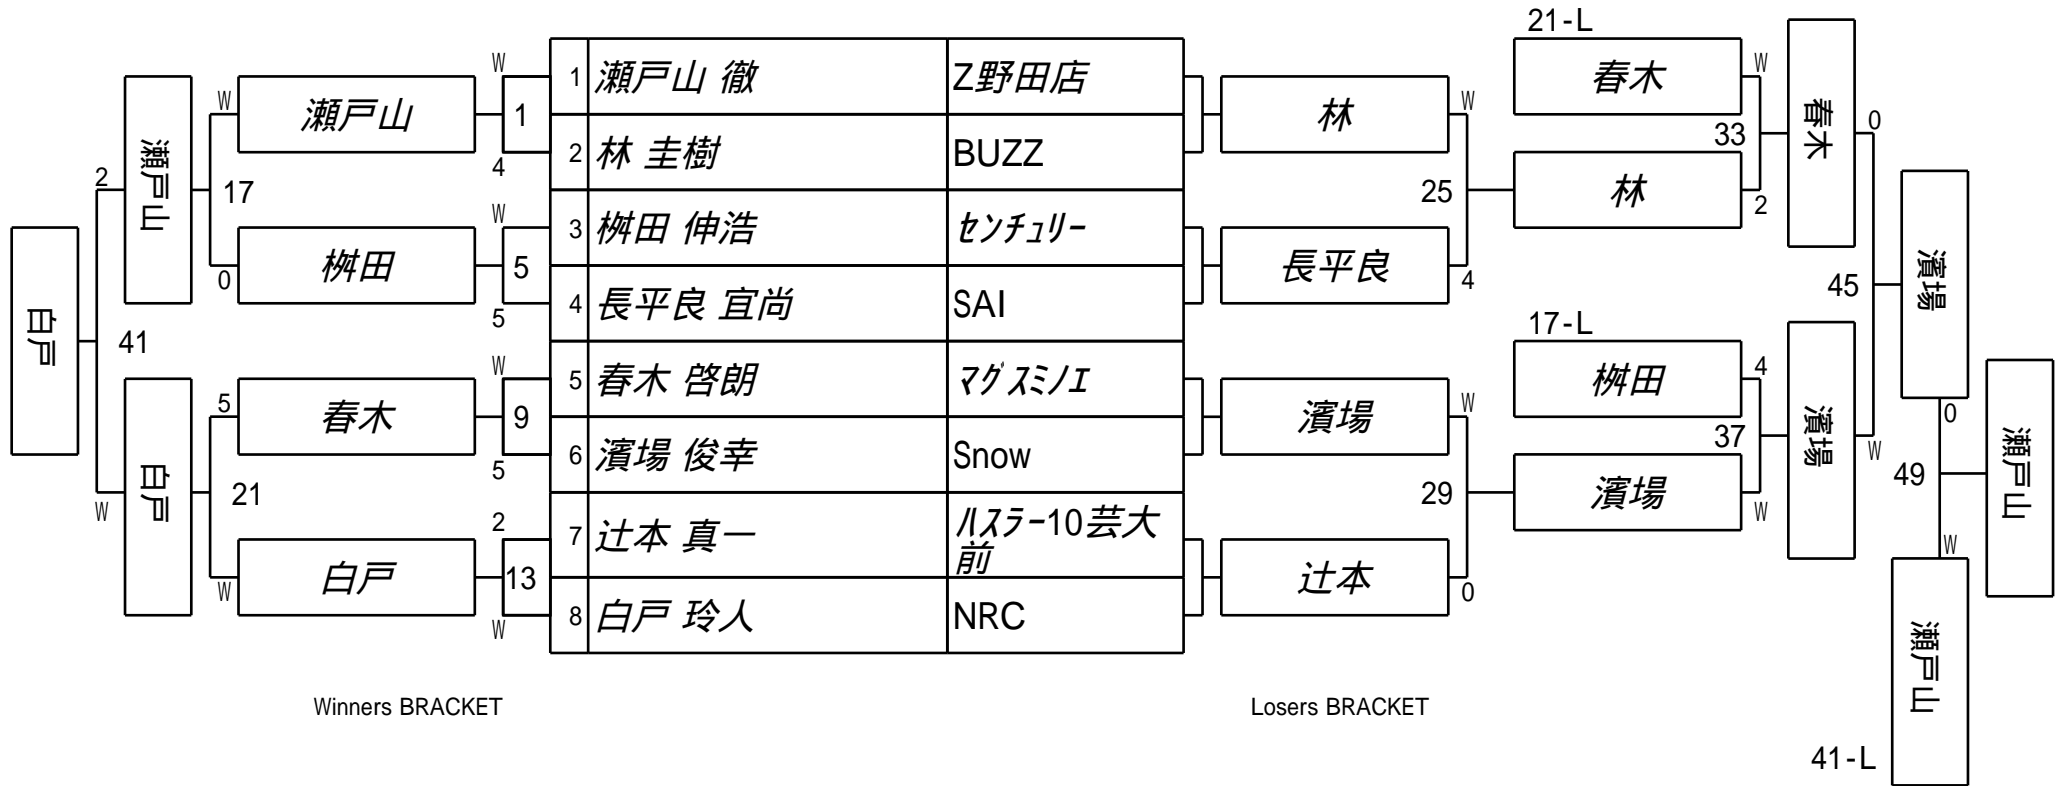 21-L
W
1 瀬戸山 徹 Z野田店
W
瀬戸山
1
林
W
春木
W
春木
0
瀬戸山
2
17
4
2 林 圭樹 BUZZ
25
33
林
2
W
3 桝田 伸浩 センチュリー
0
桝田
5
長平良
4
濱場
45
5
4 長平良 宜尚 SAI
17-L
白戸
41
W
5 春木 啓朗 マグスミノエ
桝田
4
5
春木
9
濱場
W
濱場
W
0
37
5
6 濱場 俊幸 Snow
瀬戸山
白戸
W
21
29
濱場
W
49
2
7 辻本 真一 ハスラー10芸大
前
W
W
白戸
13
辻本
0
W
8 白戸 玲人 NRC
瀬戸山
Winners BRACKET
Losers BRACKET
41-L